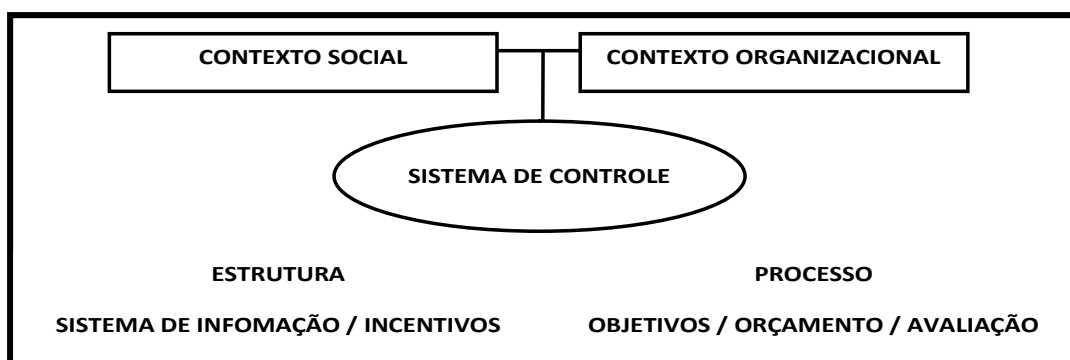 CONTEXTO SOCIAL
CONTEXTO ORGANIZACIONAL
SISTEMA DE CONTROLE
ESTRUTURA
PROCESSO
SISTEMA DE INFOMAÇÃO / INCENTIVOS
OBJETIVOS / ORÇAMENTO / AVALIAÇÃO